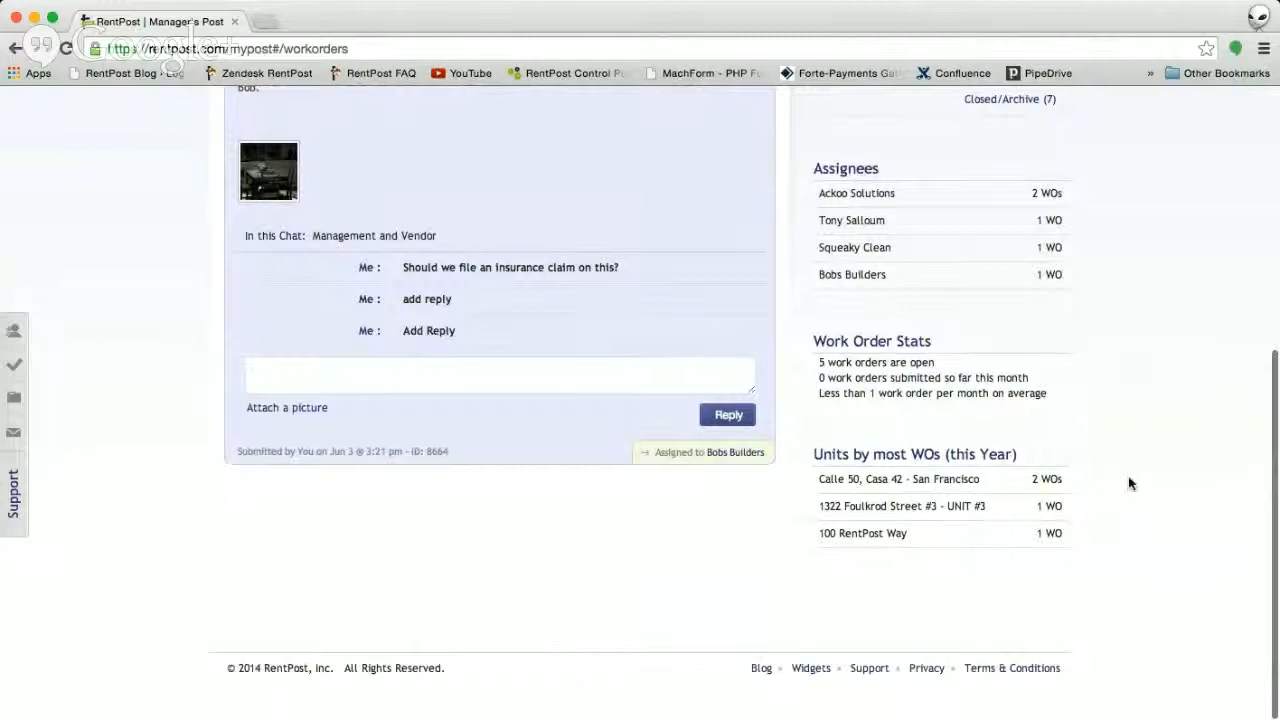 RentPost | Manager's Post
Google+
https://rentpost.com/mypost#/workorders
Apps
RentPost Blog › Log
Zendesk RentPost
RentPost FAQ
YouTube
RentPost Control P
MachForm - PHP F
Forte-Payments Gat
Confluence
PipeDrive
»
Other Bookmarks
Bob.
In this Chat: Management and Vendor
Me : Should we file an insurance claim on this?
Me : add reply
Me : Add Reply
Attach a picture
Reply
Submitted by You on Jun 3 @ 3:21 pm - ID: 8664
→ Assigned to Bobs Builders
Closed/Archive (7)
Assignees
Ackoo Solutions 2 WOs
Tony Salloum 1 WO
Squeaky Clean 1 WO
Bobs Builders 1 WO
Work Order Stats
5 work orders are open
0 work orders submitted so far this month
Less than 1 work order per month on average
Units by most WOs (this Year)
Calle 50, Casa 42 - San Francisco 2 WOs
1322 Foulkrod Street #3 - UNIT #3 1 WO
100 RentPost Way 1 WO
Support
© 2014 RentPost, Inc. All Rights Reserved.
Blog Widgets Support Privacy Terms & Conditions